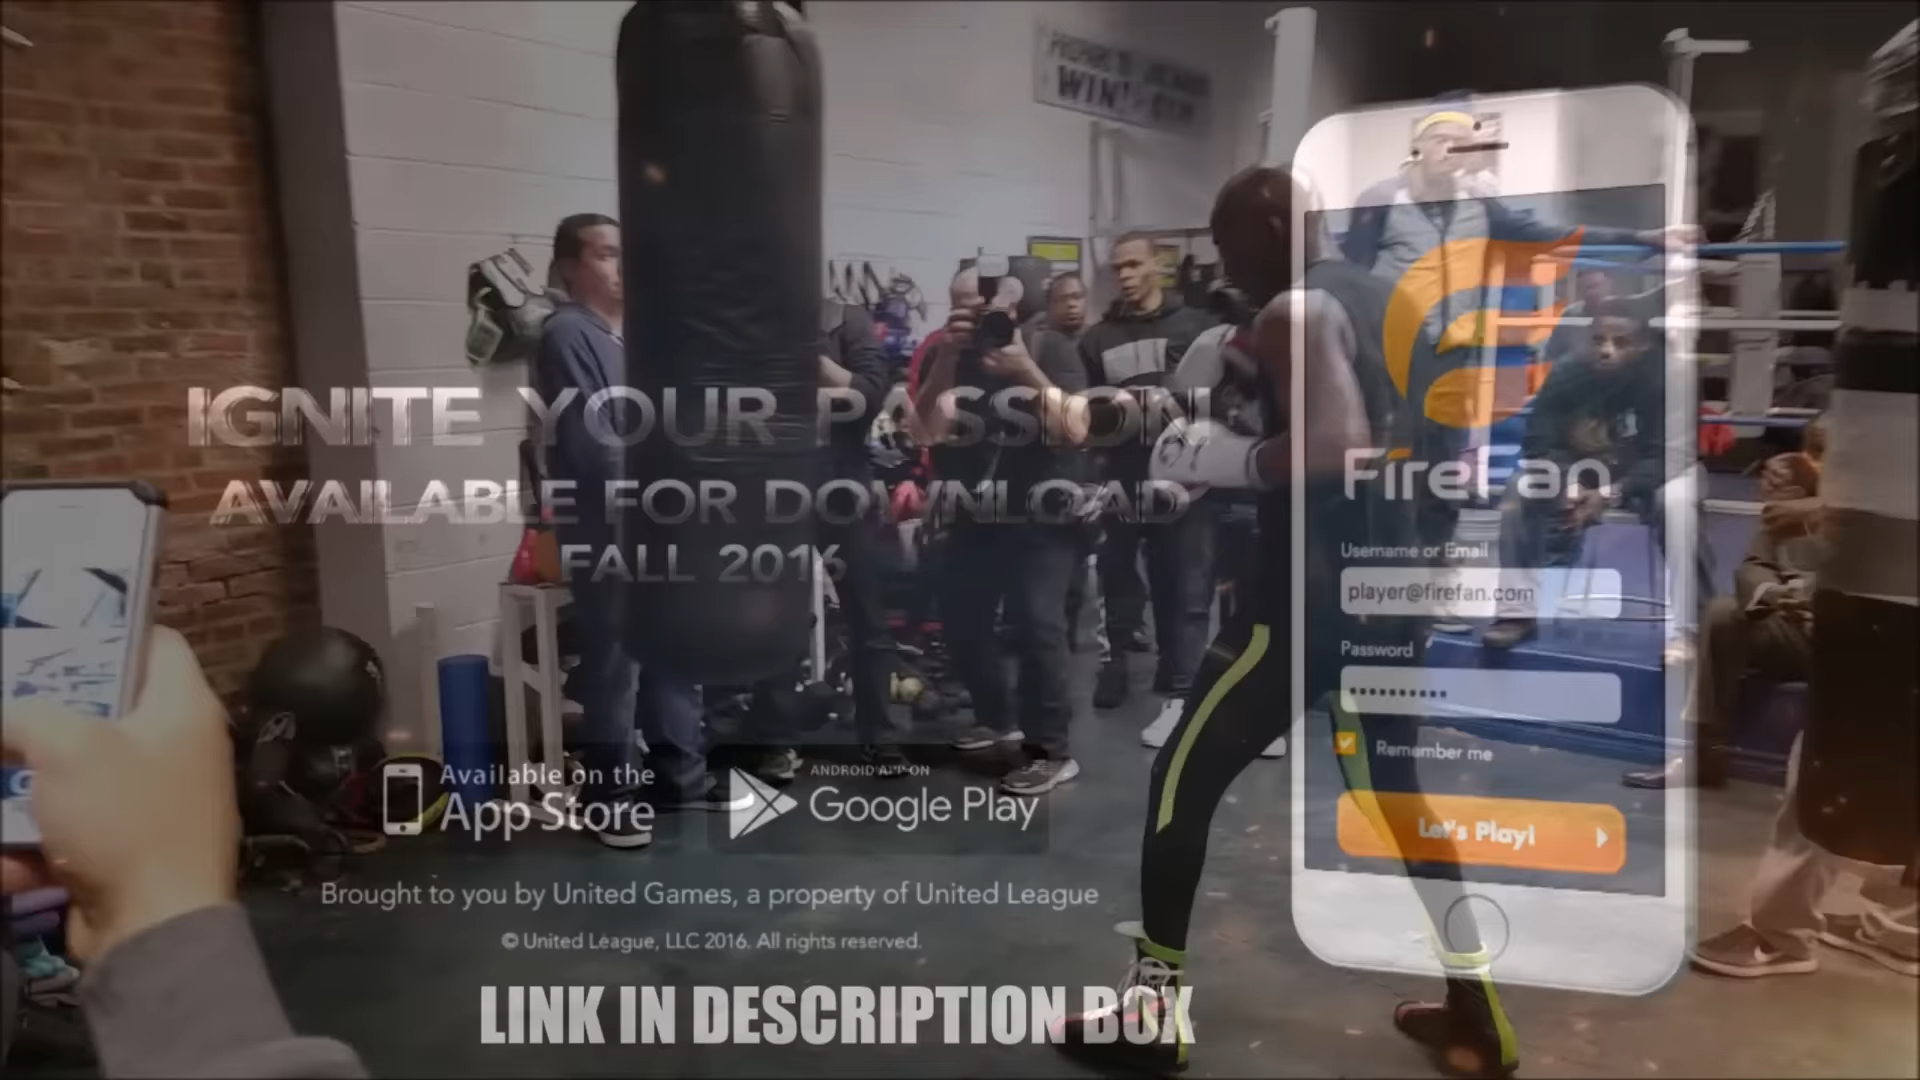 WIN!
IGNITE YOUR PASSION
AVAILABLE FOR DOWNLOAD
FALL 2016
FireFan
Username or Email
player@firefan.com
Password
Remember me
Let's Play!
Available on the
App Store
ANDROID APP ON
Google Play
Brought to you by United Games, a property of United League
© United League, LLC 2016. All rights reserved.
LINK IN DESCRIPTION BOX